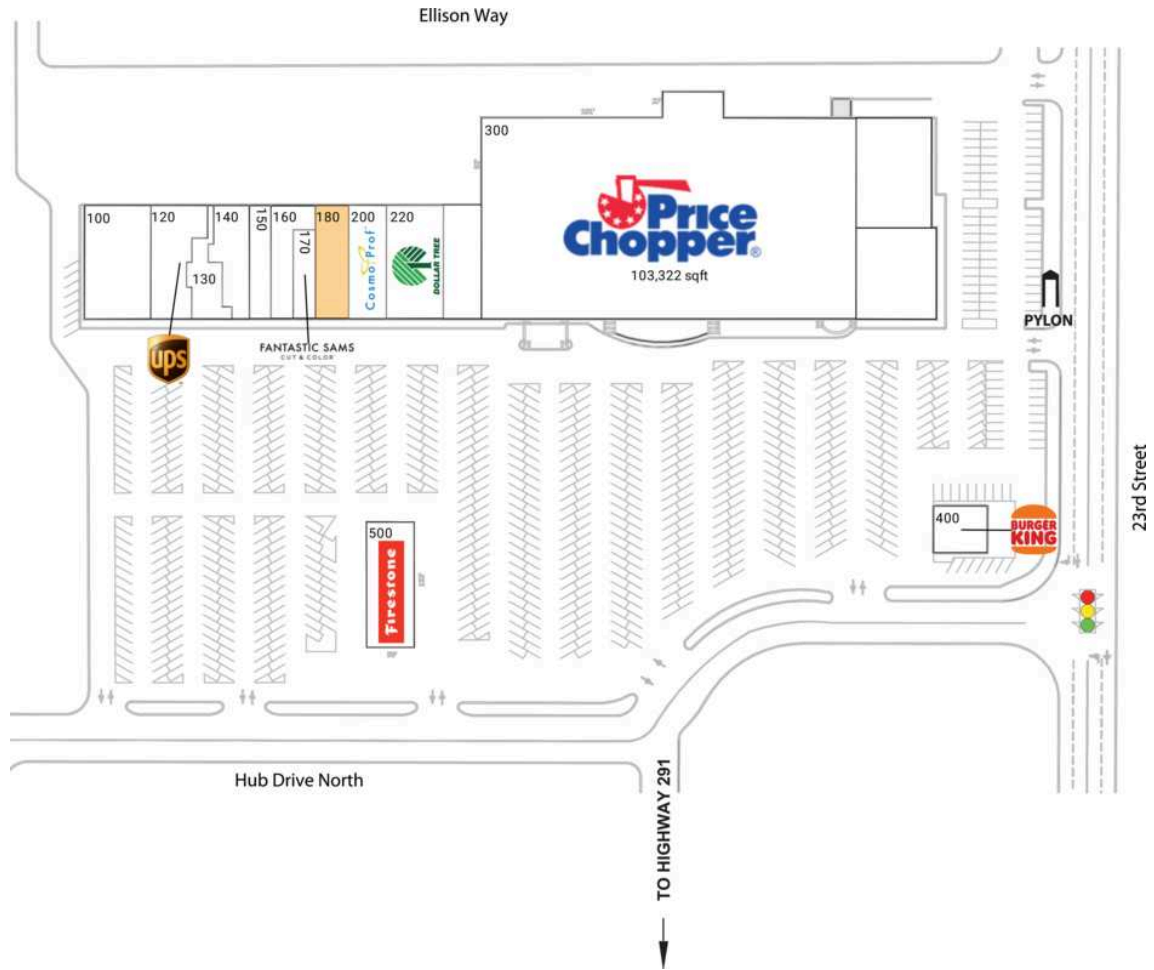 Ellison Way
300
Price
Chopper®
103,322 sqft
100
120
140
150
160
180
200
220
130
170
CosmoProf
DOLLAR TREE
ups
FANTASTIC SAMS
CUT & COLOR
PYLON
23rd Street
400
BURGER
KING
500
Firestone
Hub Drive North
TO HIGHWAY 291